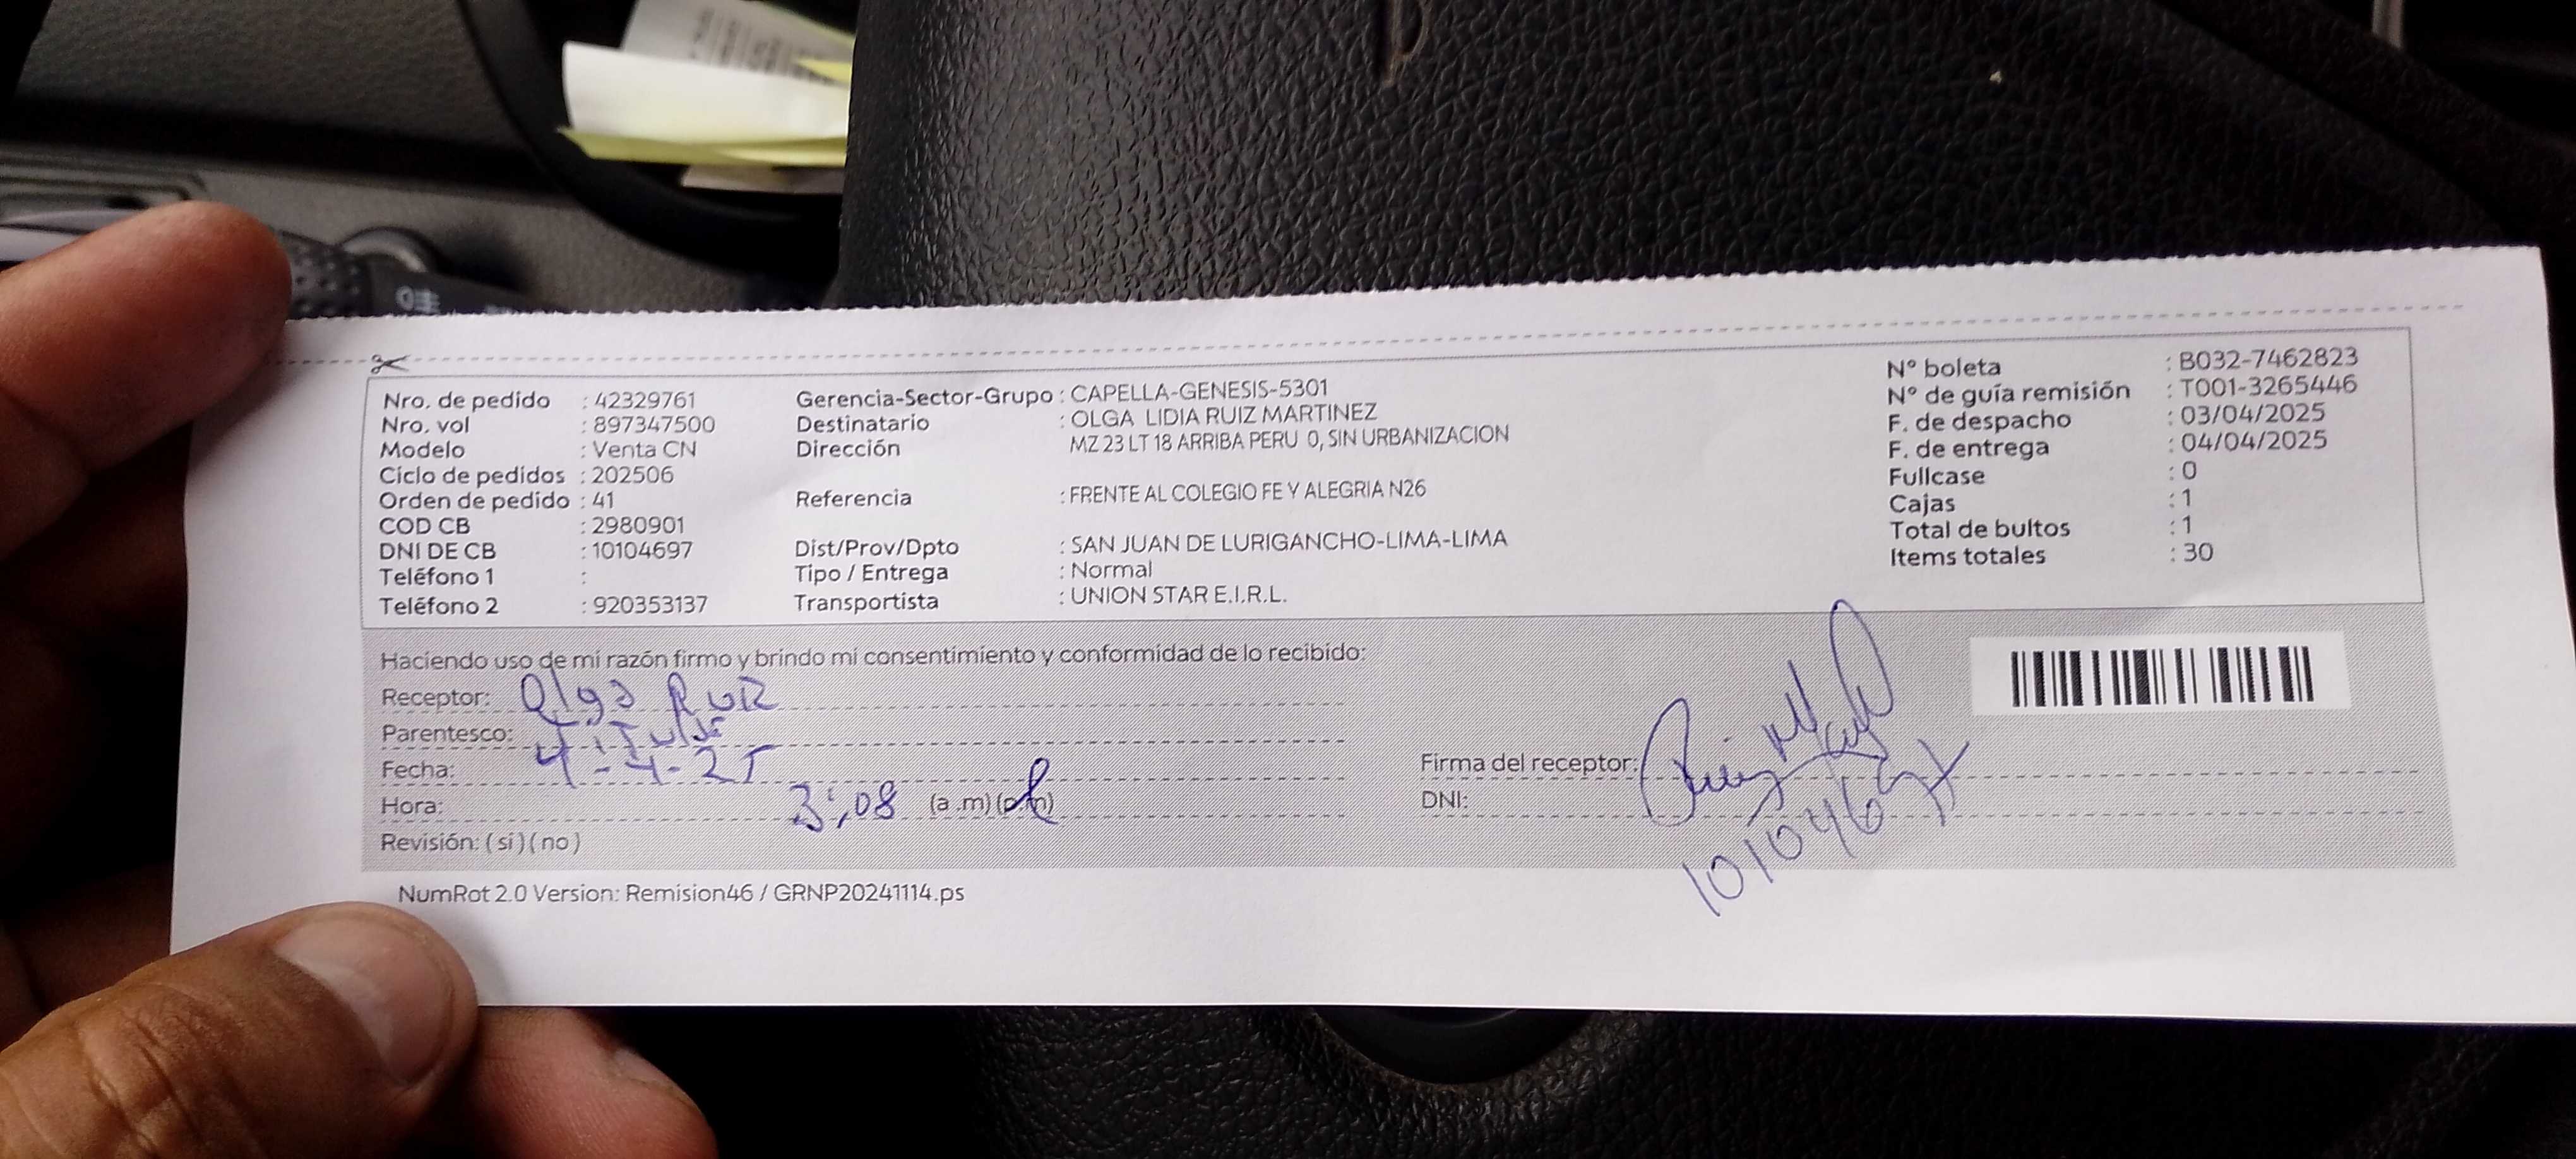 Nro. de pedido : 42329761
Nro. vol : 897347500
Modelo : Venta CN
Ciclo de pedidos : 202506
Orden de pedido : 41
COD CB : 2980901
DNI DE CB : 10104697
Teléfono 1 :
Teléfono 2 : 920353137
Gerencia-Sector-Grupo : CAPELLA-GENESIS-5301
Destinatario : OLGA LIDIA RUIZ MARTINEZ
Dirección MZ 23 LT 18 ARRIBA PERU 0, SIN URBANIZACION
Referencia : FRENTE AL COLEGIO FE Y ALEGRIA N26
Dist/Prov/Dpto : SAN JUAN DE LURIGANCHO-LIMA-LIMA
Tipo / Entrega : Normal
Transportista : UNION STAR E.I.R.L.
N° boleta : B032-7462823
N° de guía remisión : T001-3265446
F. de despacho : 03/04/2025
F. de entrega : 04/04/2025
Fullcase : 0
Cajas : 1
Total de bultos : 1
Items totales : 30
Haciendo uso de mi razón firmo y brindo mi consentimiento y conformidad de lo recibido:
Receptor: Olga Ruiz
Parentesco:
Fecha: 4-4-25
Hora: 3:08 (a.m) (p.m)
Revisión: (si) (no)
Firma del receptor:
DNI: 10104697
NumRot 2.0 Version: Remision46 / GRNP20241114.ps